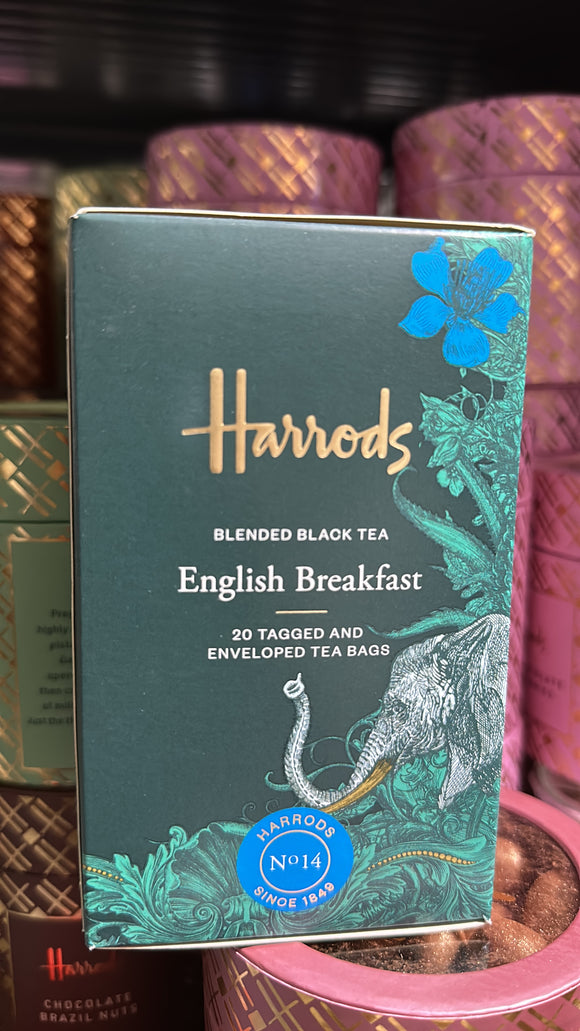 Harrods
BLENDED BLACK TEA
English Breakfast
20 TAGGED AND
ENVELOPED TEA BAGS
HARRODS
Nº14
SINCE 1849
Harrods
CHOCOLATE
BRAZIL NUTS